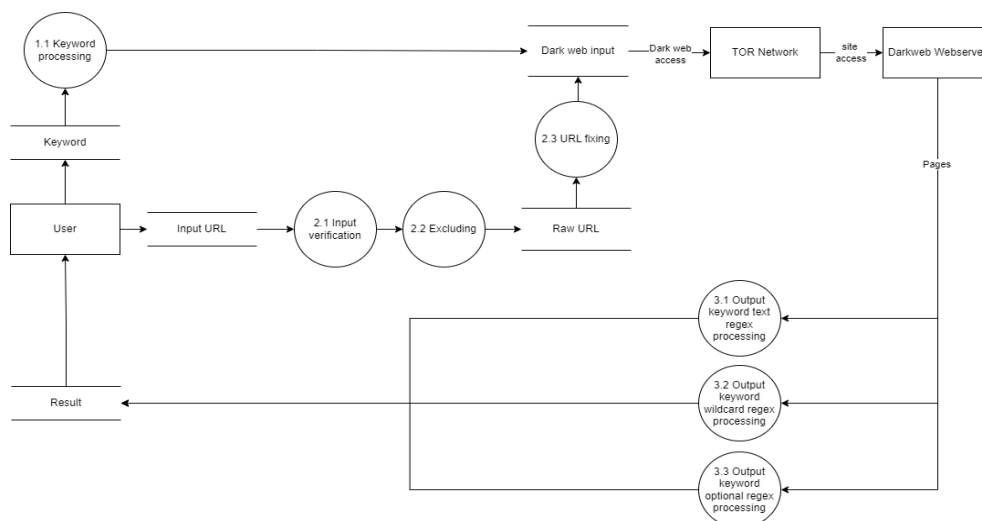 1.1 Keyword
processing
Dark web input
Dark web
access
TOR Network
site
access
Darkweb Webserve
Keyword
2.3 URL fixing
Pages
User
Input URL
2.1 Input
verification
2.2 Excluding
Raw URL
3.1 Output
keyword text
regex
processing
Result
3.2 Output
keyword
wildcard regex
processing
3.3 Output
keyword
optional regex
processing